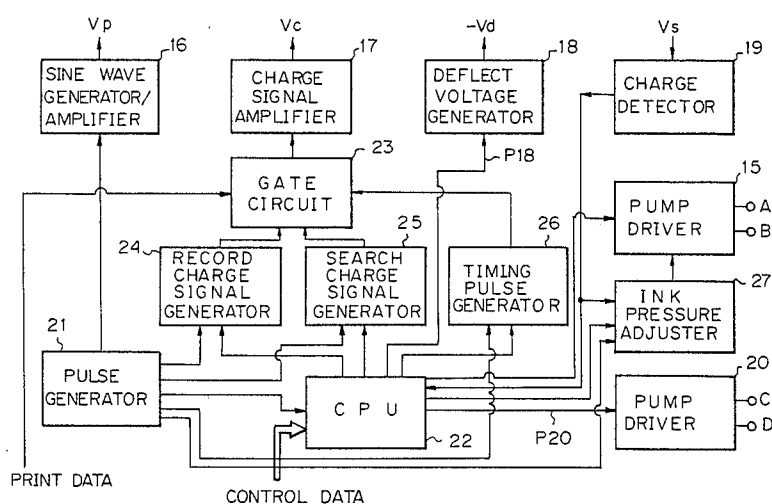 Vp
Vc
-Vd
Vs
16
17
18
19
SINE WAVE
GENERATOR/
AMPLIFIER
CHARGE
SIGNAL
AMPLIFIER
DEFLECT
VOLTAGE
GENERATOR
CHARGE
DETECTOR
23
P18
15
GATE
CIRCUIT
PUMP
DRIVER
A
B
24
25
26
27
RECORD
CHARGE
SIGNAL
GENERATOR
SEARCH
CHARGE
SIGNAL
GENERATOR
TIMING
PULSE
GENERATOR
INK
PRESSURE
ADJUSTER
21
20
PULSE
GENERATOR
CPU
PUMP
DRIVER
C
D
22
P20
PRINT DATA
CONTROL DATA